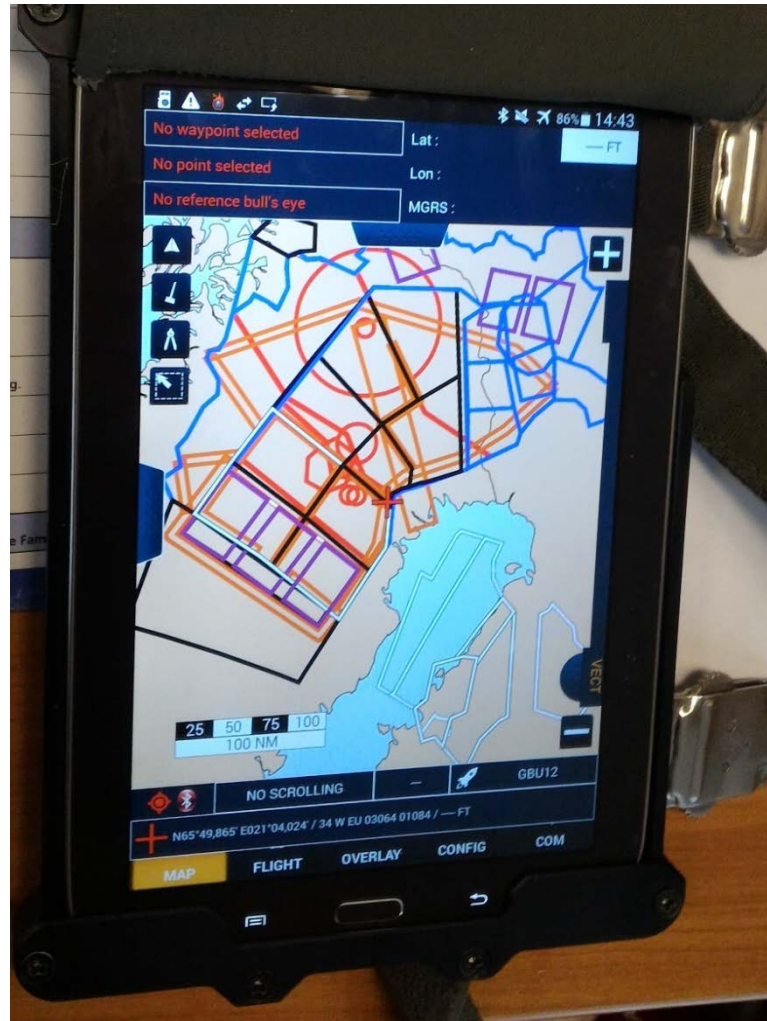 86% 14:43
No waypoint selected
Lat :
--- FT
No point selected
Lon :
No reference bull's eye
MGRS :
g.
e Fam
VECT
25 50 75 100
100 NM
NO SCROLLING
---
GBU12
N65°49,865' E021°04,024' / 34 W EU 03064 01084 / --- FT
MAP
FLIGHT
OVERLAY
CONFIG
COM